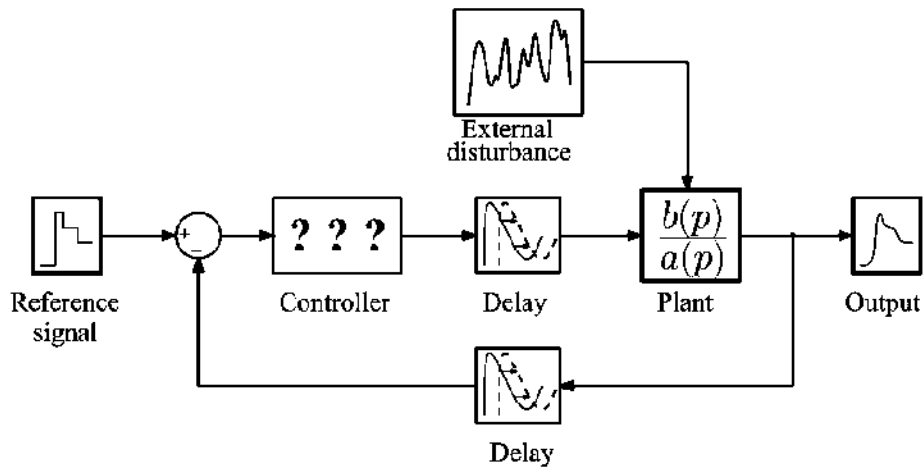 External
disturbance
+
−
? ? ?
b(p)
a(p)
Reference
signal
Controller
Delay
Plant
Output
Delay